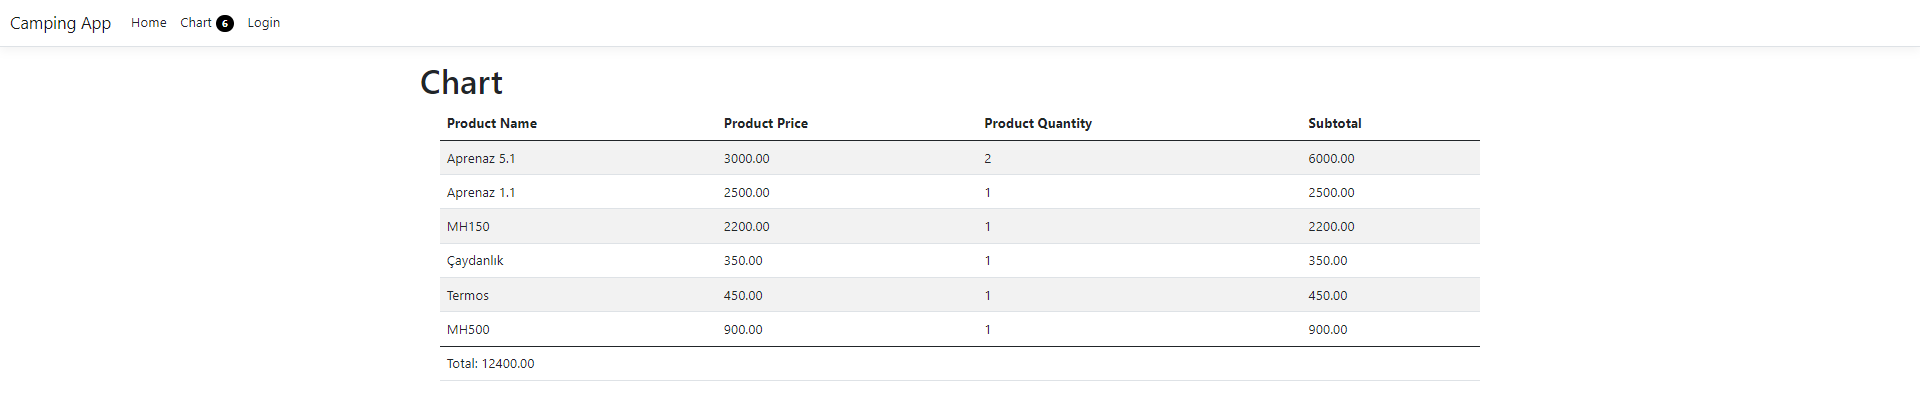 Camping App Home Chart 6 Login
Chart
Product Name Product Price Product Quantity Subtotal
Aprenaz 5.1 3000.00 2 6000.00
Aprenaz 1.1 2500.00 1 2500.00
MH150 2200.00 1 2200.00
Çaydanlık 350.00 1 350.00
Termos 450.00 1 450.00
MH500 900.00 1 900.00
Total: 12400.00